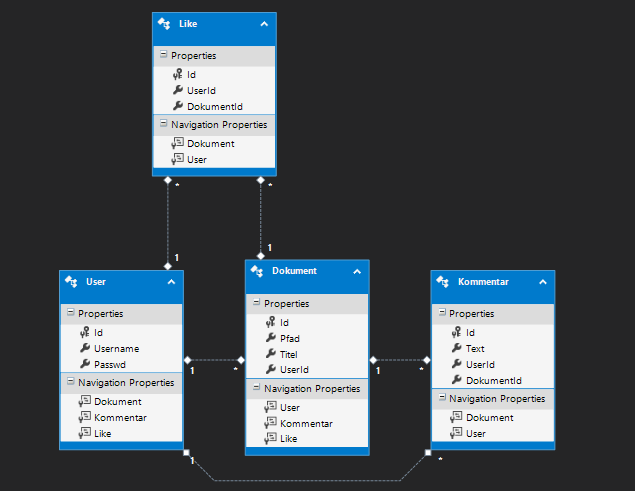 Like
Properties
Id
UserId
DokumentId
Navigation Properties
Dokument
User
*
*
1
1
User
Properties
Id
Username
Passwd
Navigation Properties
Dokument
Kommentar
Like
1
*
Dokument
Properties
Id
Pfad
Titel
UserId
Navigation Properties
User
Kommentar
Like
1
*
Kommentar
Properties
Id
Text
UserId
DokumentId
Navigation Properties
Dokument
User
1
*